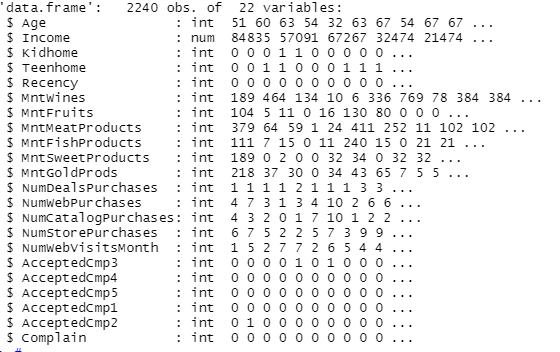 'data.frame':   2240 obs. of  22 variables:
 $ Age                : int  51 60 63 54 32 63 67 54 67 67 ...
 $ Income             : num  84835 57091 67267 32474 21474 ...
 $ Kidhome            : int  0 0 0 1 1 0 0 0 0 0 ...
 $ Teenhome           : int  0 0 1 1 0 0 0 1 1 1 ...
 $ Recency            : int  0 0 0 0 0 0 0 0 0 0 ...
 $ MntWines           : int  189 464 134 10 6 336 769 78 384 384 ...
 $ MntFruits          : int  104 5 11 0 16 130 80 0 0 0 ...
 $ MntMeatProducts    : int  379 64 59 1 24 411 252 11 102 102 ...
 $ MntFishProducts    : int  111 7 15 0 11 240 15 0 21 21 ...
 $ MntSweetProducts   : int  189 0 2 0 0 32 34 0 32 32 ...
 $ MntGoldProds       : int  218 37 30 0 34 43 65 7 5 5 ...
 $ NumDealsPurchases  : int  1 1 1 1 2 1 1 1 3 3 ...
 $ NumWebPurchases    : int  4 7 3 1 3 4 10 2 6 6 ...
 $ NumCatalogPurchases: int  4 3 2 0 1 7 10 1 2 2 ...
 $ NumStorePurchases  : int  6 7 5 2 2 5 7 3 9 9 ...
 $ NumWebVisitsMonth  : int  1 5 2 7 7 2 6 5 4 4 ...
 $ AcceptedCmp3       : int  0 0 0 0 1 0 1 0 0 0 ...
 $ AcceptedCmp4       : int  0 0 0 0 0 0 0 0 0 0 ...
 $ AcceptedCmp5       : int  0 0 0 0 0 0 0 0 0 0 ...
 $ AcceptedCmp1       : int  0 0 0 0 0 0 0 0 0 0 ...
 $ AcceptedCmp2       : int  0 1 0 0 0 0 0 0 0 0 ...
 $ Complain           : int  0 0 0 0 0 0 0 0 0 0 ...